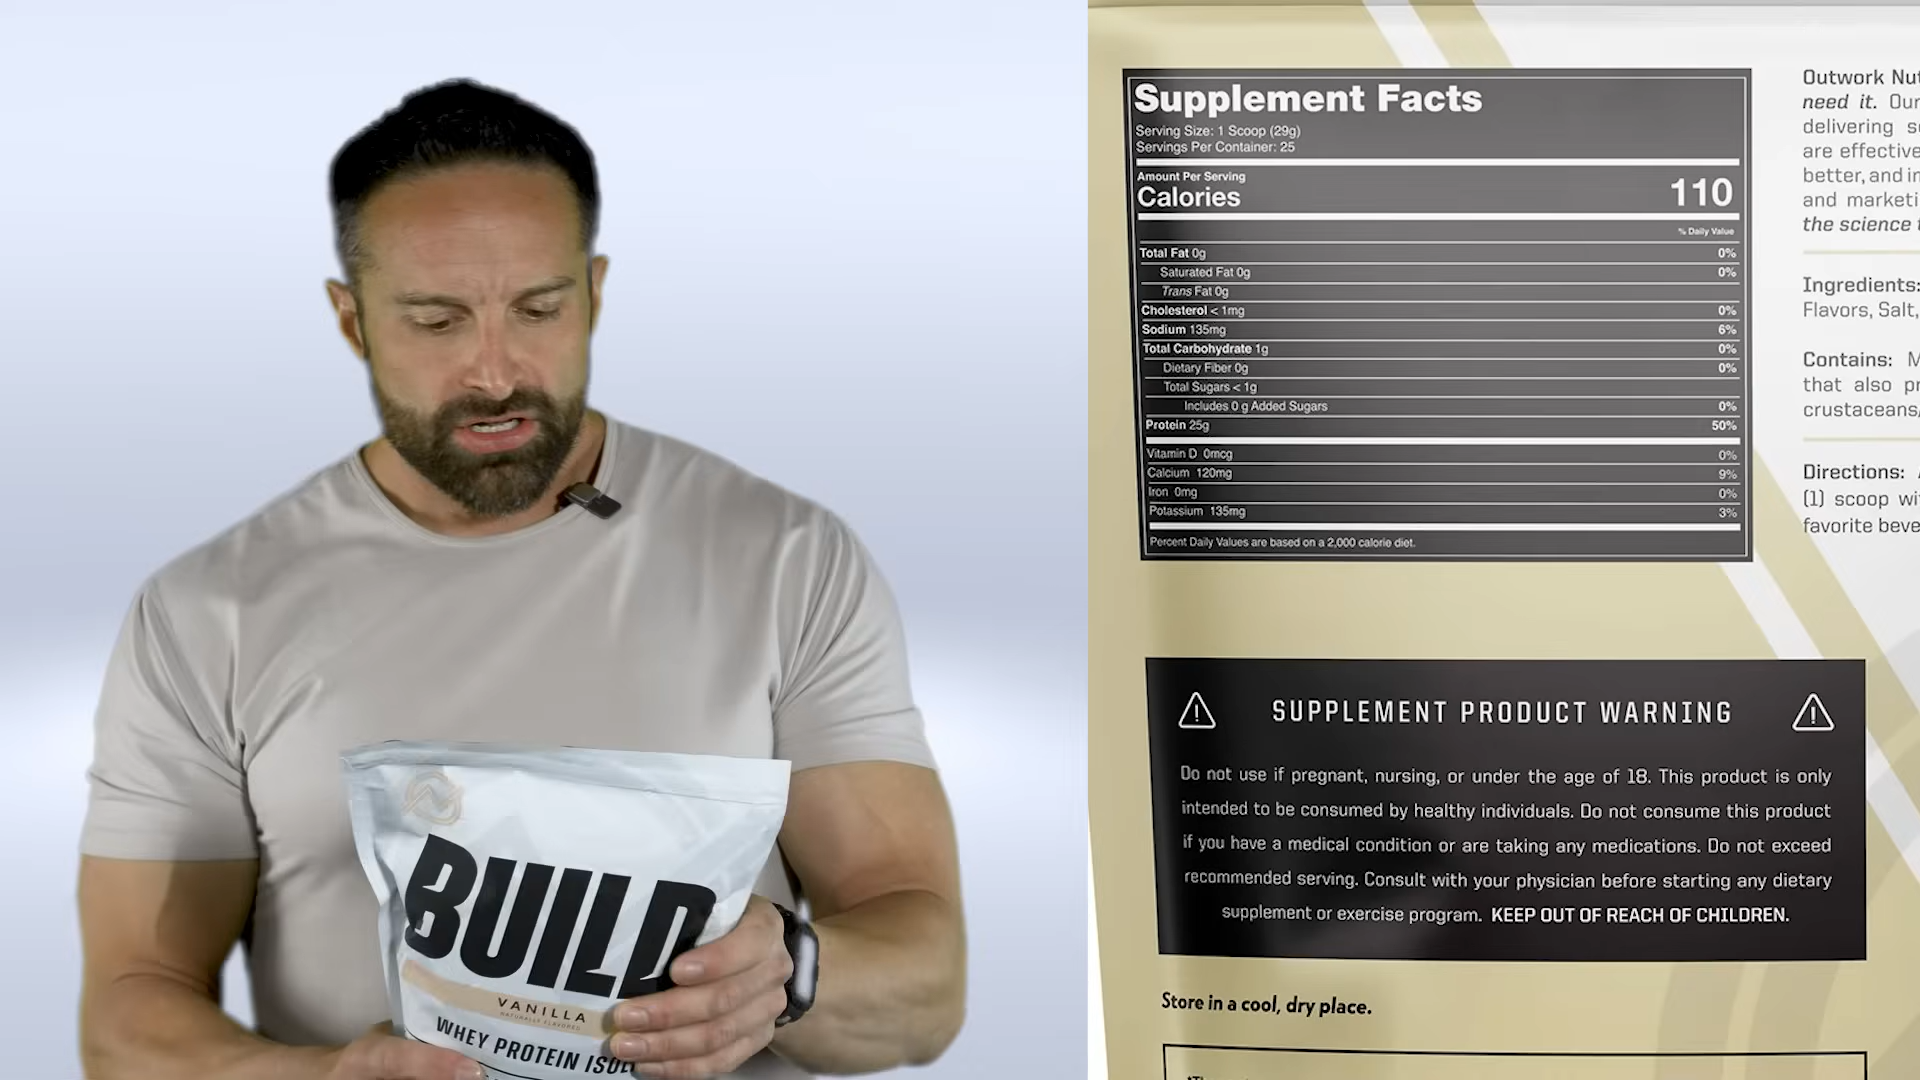 BUILD
VANILLA
NATURALLY FLAVORED
WHEY PROTEIN
Supplement Facts
Serving Size: 1 Scoop (29g)
Servings Per Container: 25
Amount Per Serving
Calories 110
% Daily Value
Total Fat 0g 0%
Saturated Fat 0g 0%
Trans Fat 0g
Cholesterol < 1mg 0%
Sodium 135mg 6%
Total Carbohydrate 1g 0%
Dietary Fiber 0g 0%
Total Sugars < 1g
Includes 0 g Added Sugars 0%
Protein 25g 50%
Vitamin D 0mcg 0%
Calcium 120mg 9%
Iron 0mg 0%
Potassium 135mg 3%
Percent Daily Values are based on a 2,000 calorie diet.
Outwork
need it. Our
delivering
are effective
better, and
and
the science
Ingredients:
Flavors, Salt,
Contains:
that also
crustaceans/
Directions:
(1) scoop
favorite
SUPPLEMENT PRODUCT WARNING
Do not use if pregnant, nursing, or under the age of 18. This product is only
intended to be consumed by healthy individuals. Do not consume this product
if you have a medical condition or are taking any medications. Do not exceed
recommended serving. Consult with your physician before starting any dietary
supplement or exercise program. KEEP OUT OF REACH OF CHILDREN.
Store in a cool, dry place.